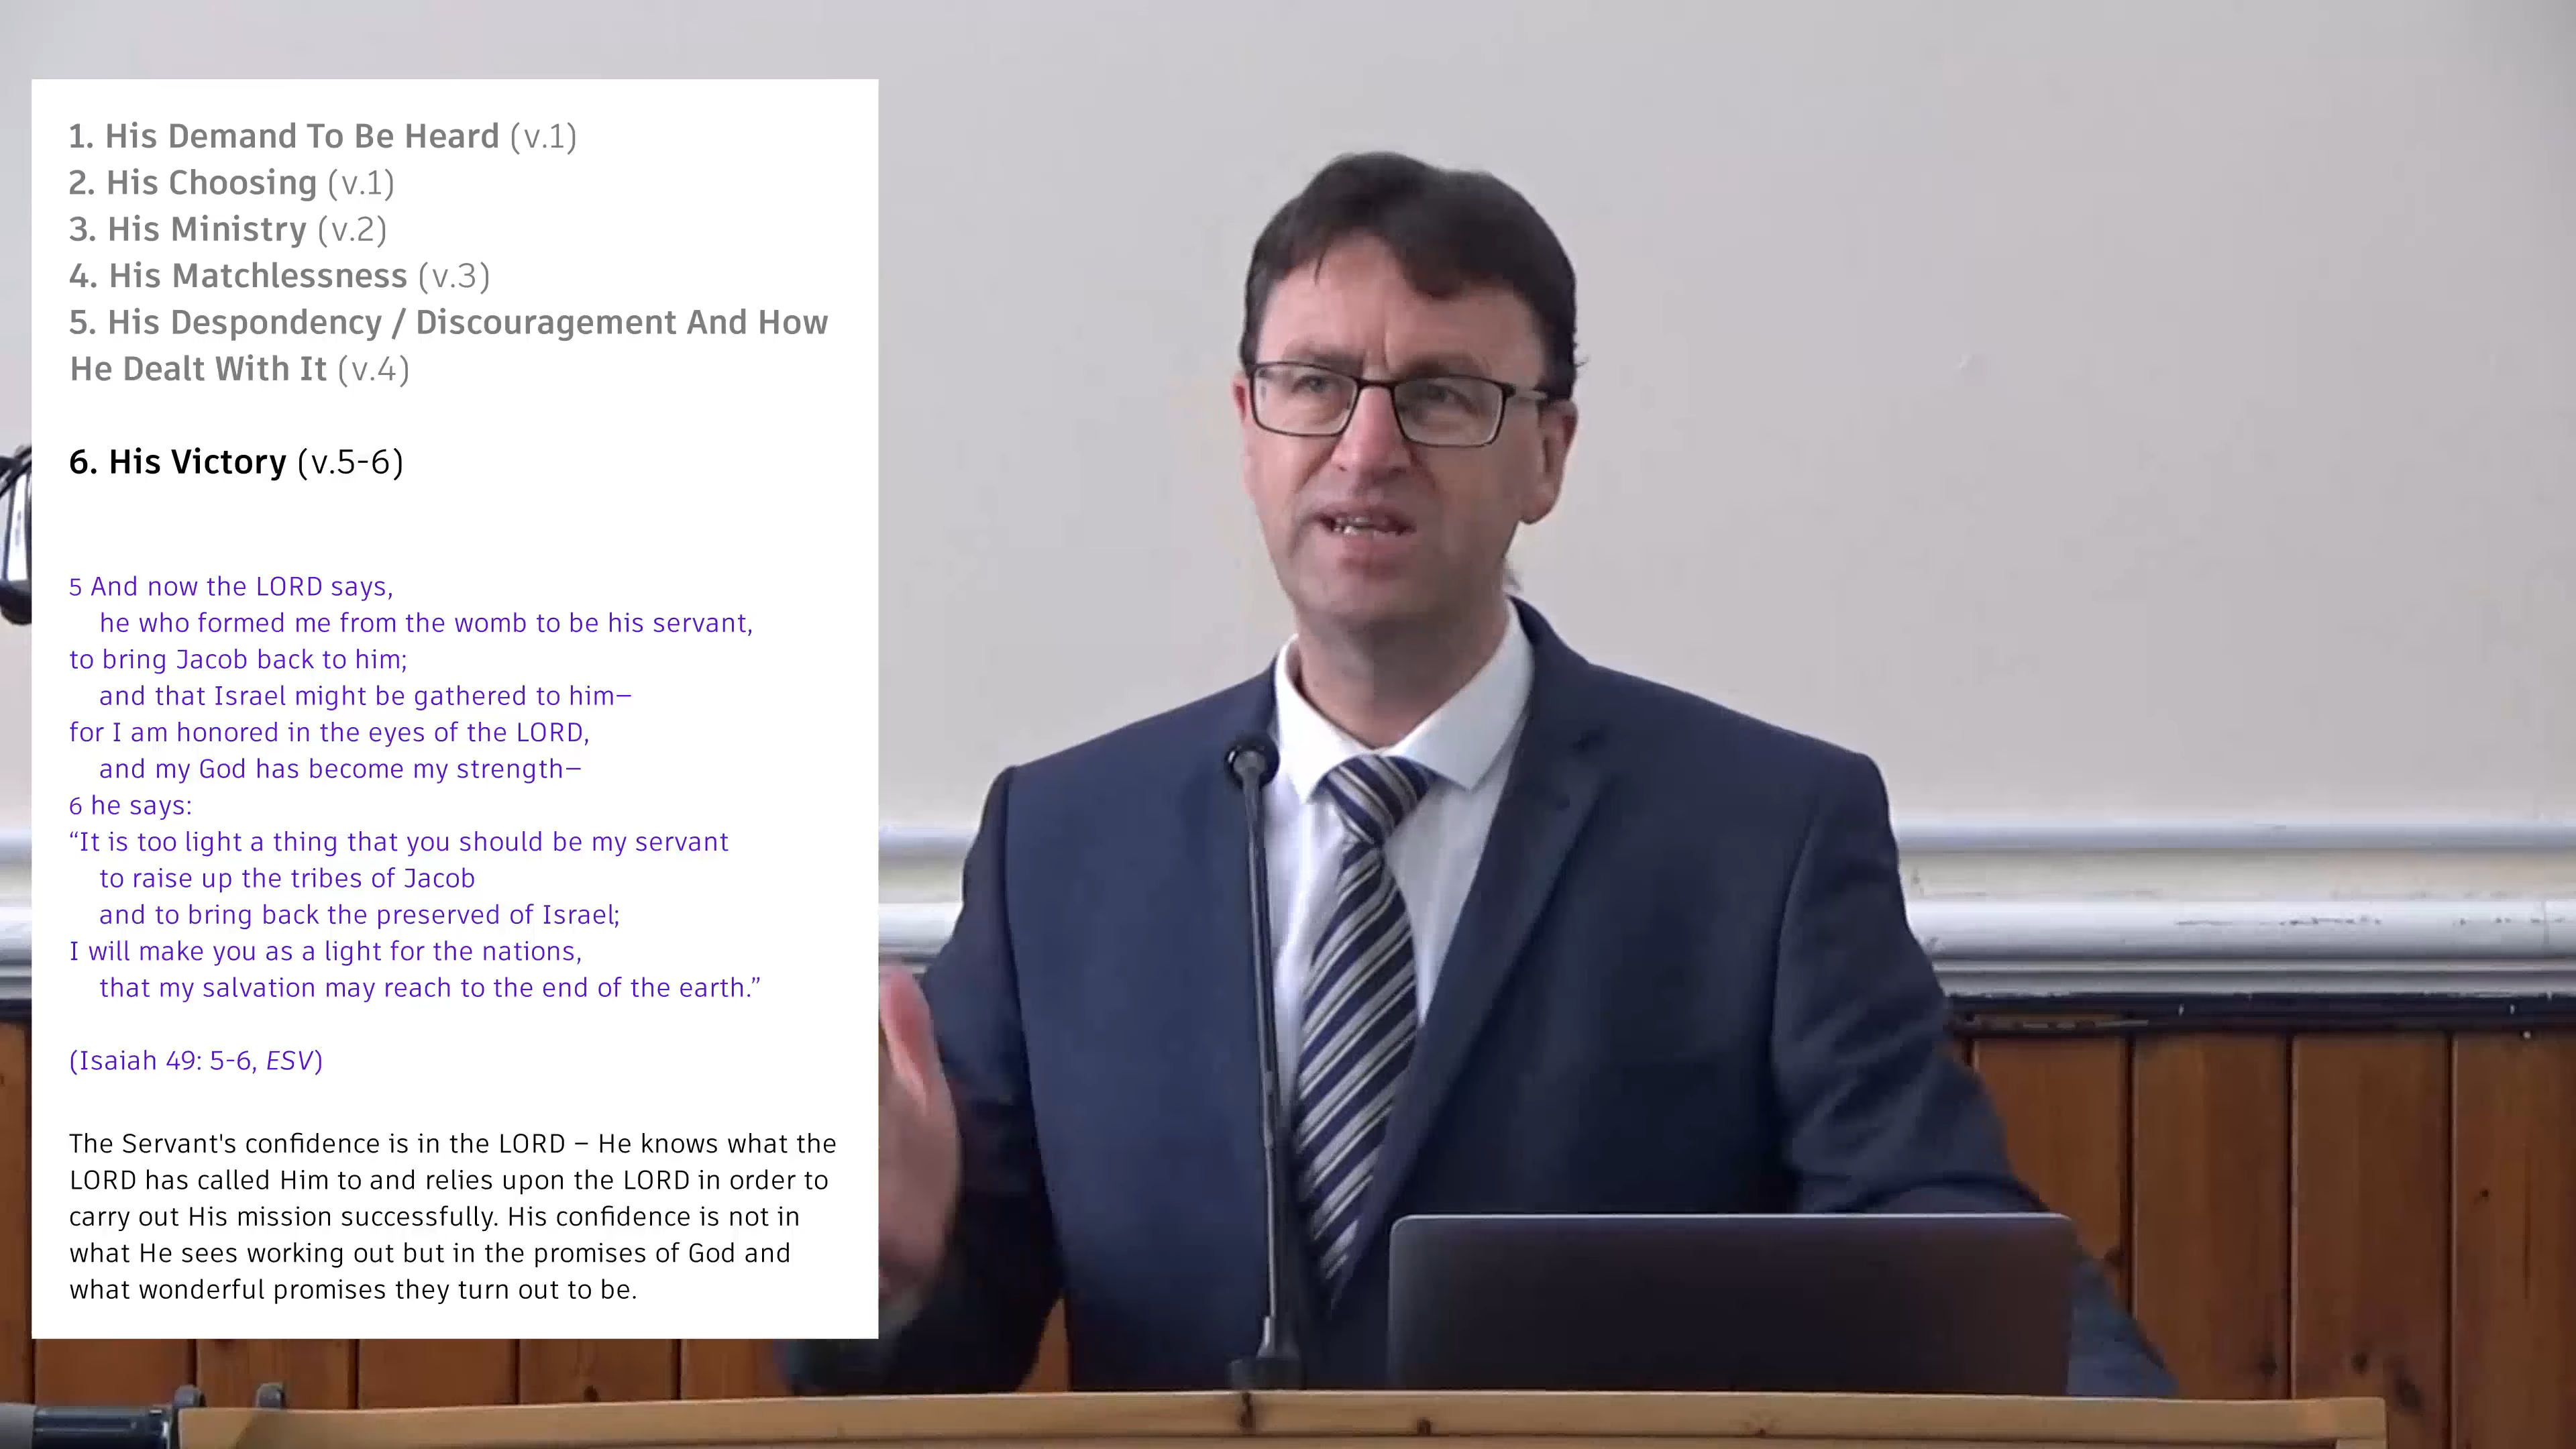 1. His Demand To Be Heard (v.1)
2. His Choosing (v.1)
3. His Ministry (v.2)
4. His Matchlessness (v.3)
5. His Despondency / Discouragement And How
He Dealt With It (v.4)
6. His Victory (v.5-6)
5 And now the LORD says,
he who formed me from the womb to be his servant,
to bring Jacob back to him;
and that Israel might be gathered to him—
for I am honored in the eyes of the LORD,
and my God has become my strength—
6 he says:
“It is too light a thing that you should be my servant
to raise up the tribes of Jacob
and to bring back the preserved of Israel;
I will make you as a light for the nations,
that my salvation may reach to the end of the earth.”
(Isaiah 49: 5-6, ESV)
The Servant's confidence is in the LORD – He knows what the
LORD has called Him to and relies upon the LORD in order to
carry out His mission successfully. His confidence is not in
what He sees working out but in the promises of God and
what wonderful promises they turn out to be.